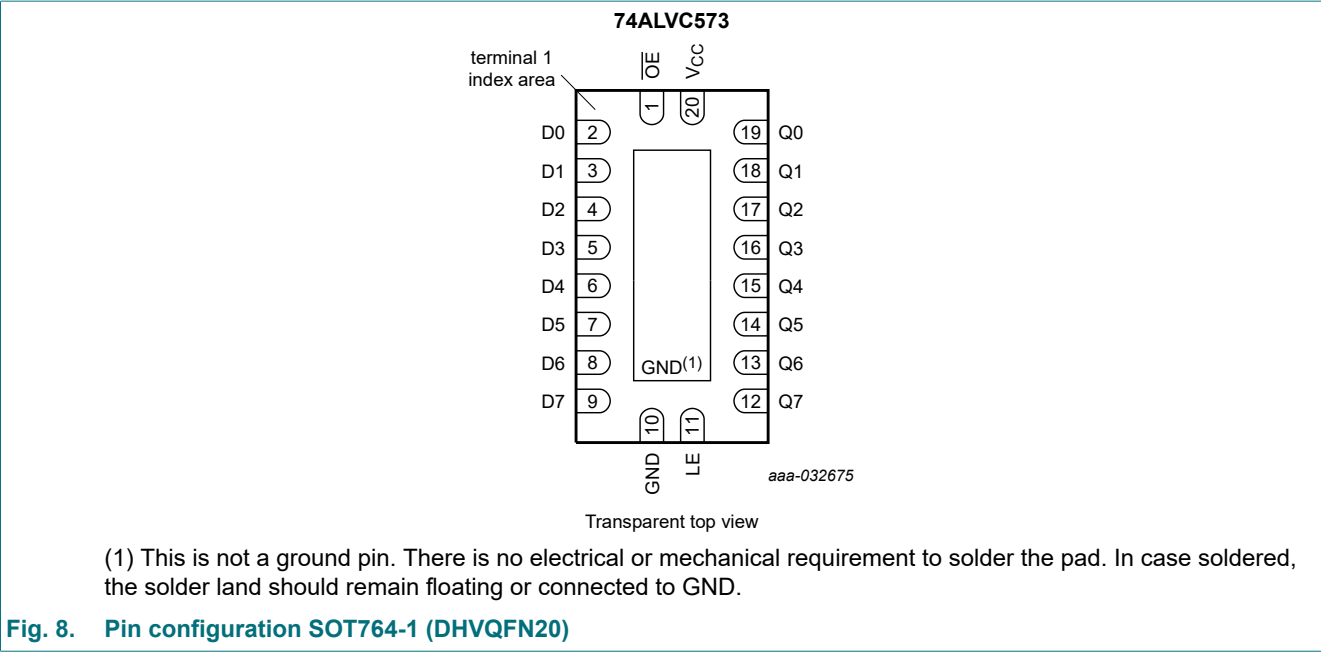 74ALVC573
terminal 1
index area
OE
VCC
1
20
D0 2
19 Q0
D1 3
18 Q1
D2 4
17 Q2
D3 5
16 Q3
D4 6
15 Q4
D5 7
14 Q5
D6 8
GND(1)
13 Q6
D7 9
12 Q7
10
11
GND
LE
aaa-032675
Transparent top view
(1) This is not a ground pin. There is no electrical or mechanical requirement to solder the pad. In case soldered,
the solder land should remain floating or connected to GND.
Fig. 8. Pin configuration SOT764-1 (DHVQFN20)